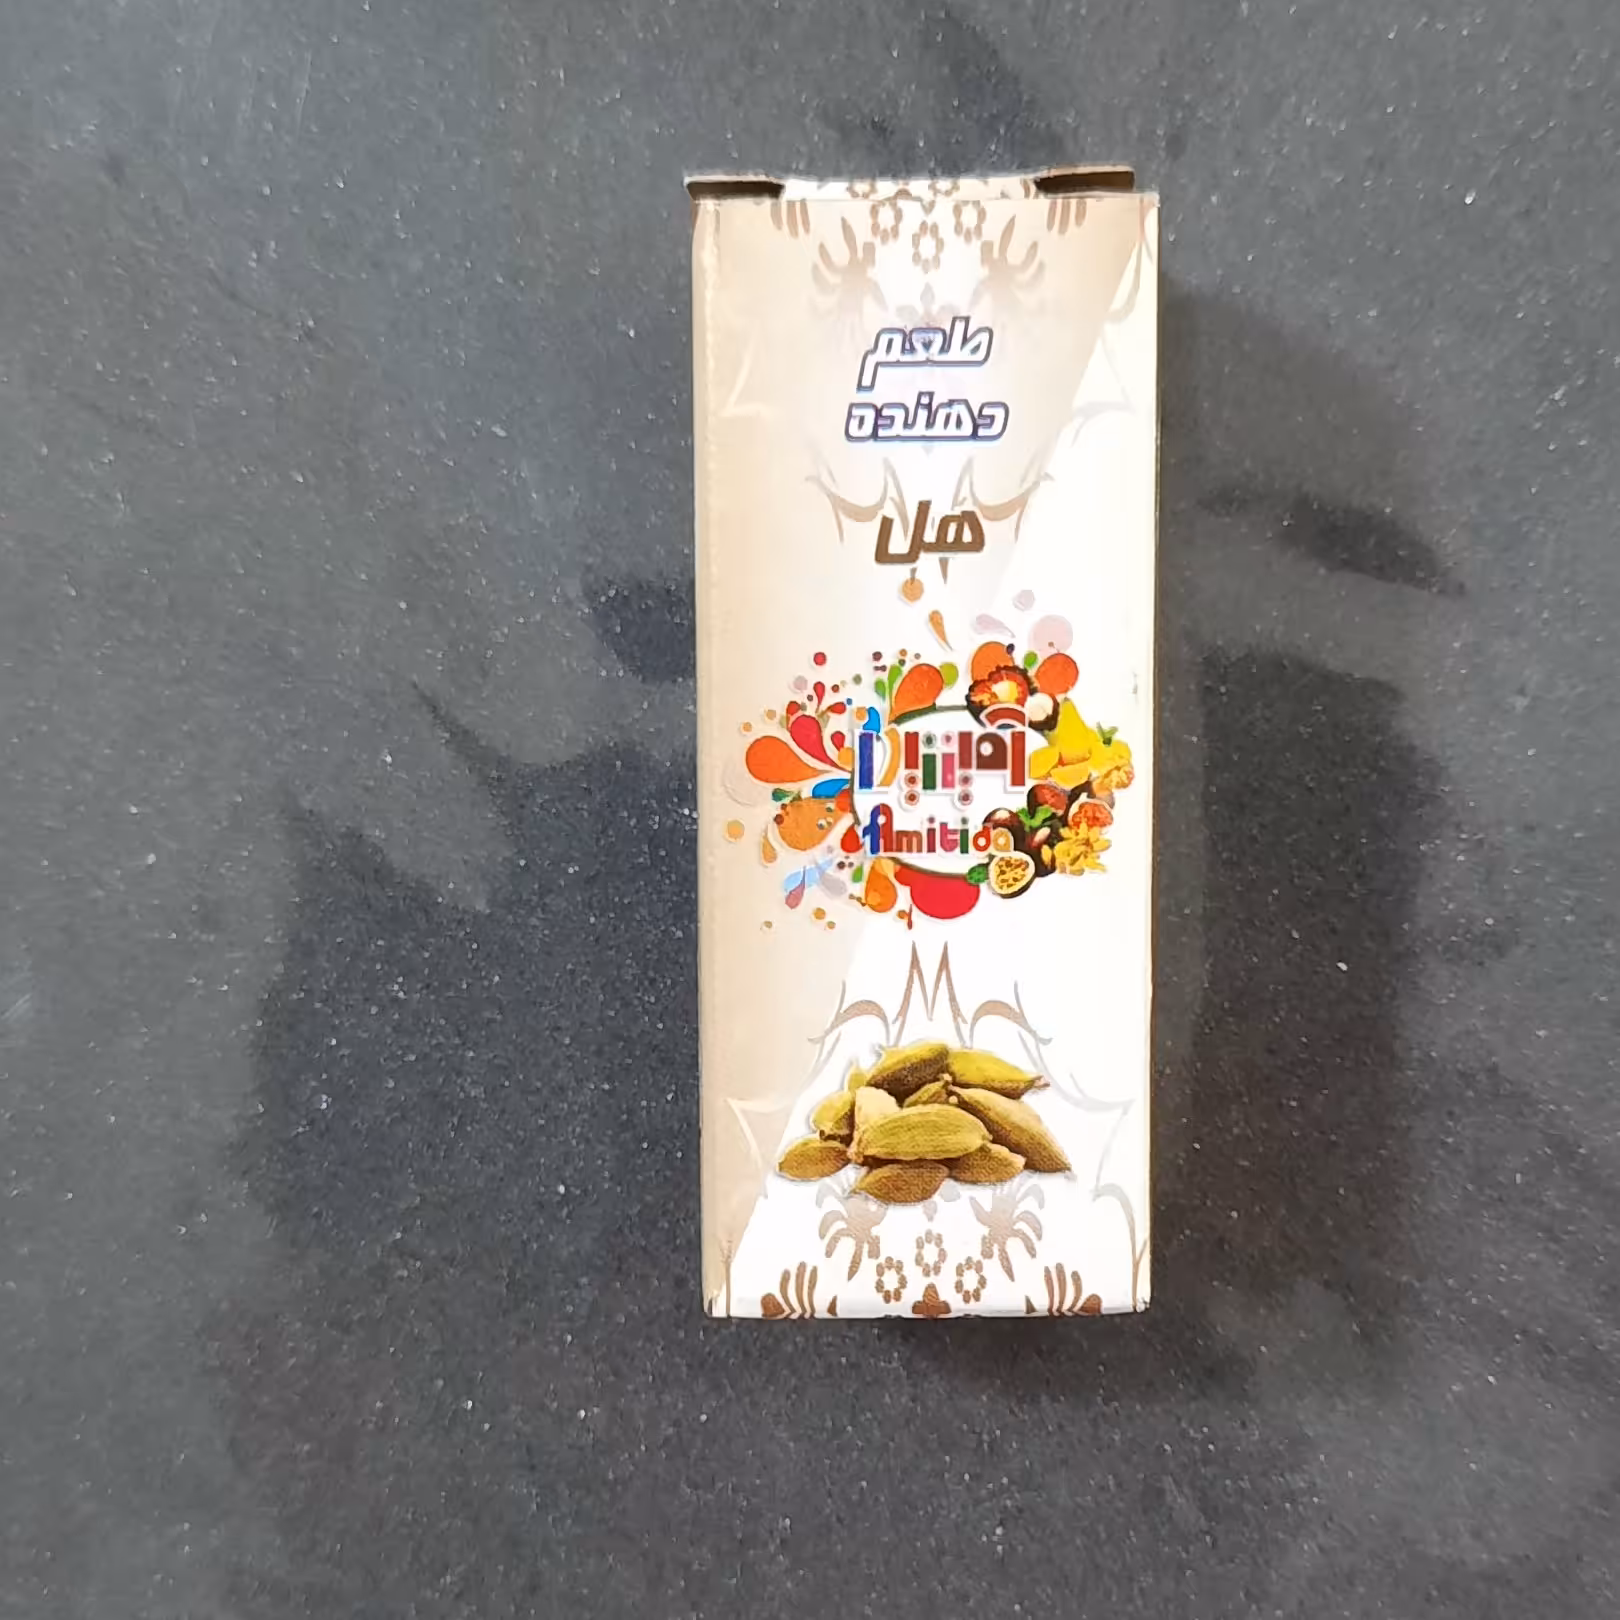 طعم
دهنده
هل
آمیتیدا
Amitida